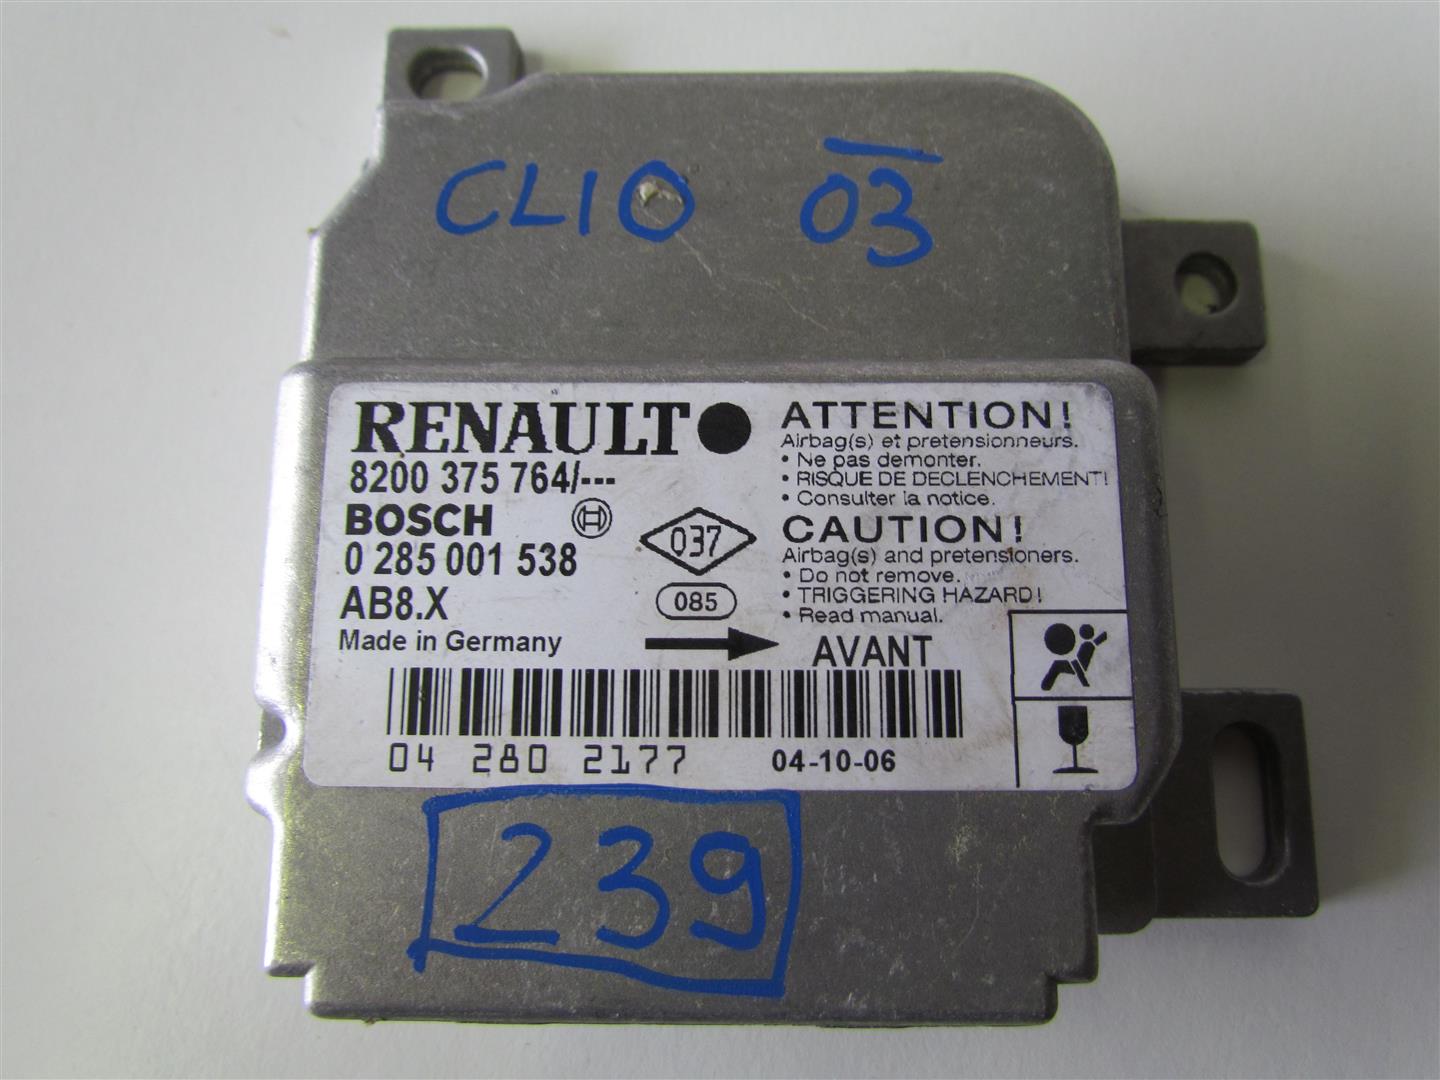 CLIO 03
RENAULT
8200 375 764/---
BOSCH
0 285 001 538
AB8.X
Made in Germany
037
085
ATTENTION!
Airbag(s) et pretensionneurs.
• Ne pas demonter.
• RISQUE DE DECLENCHEMENT!
• Consulter la notice.
CAUTION!
Airbag(s) and pretensioners.
• Do not remove.
• TRIGGERING HAZARD!
• Read manual.
AVANT
04 280 2177 04-10-06
239